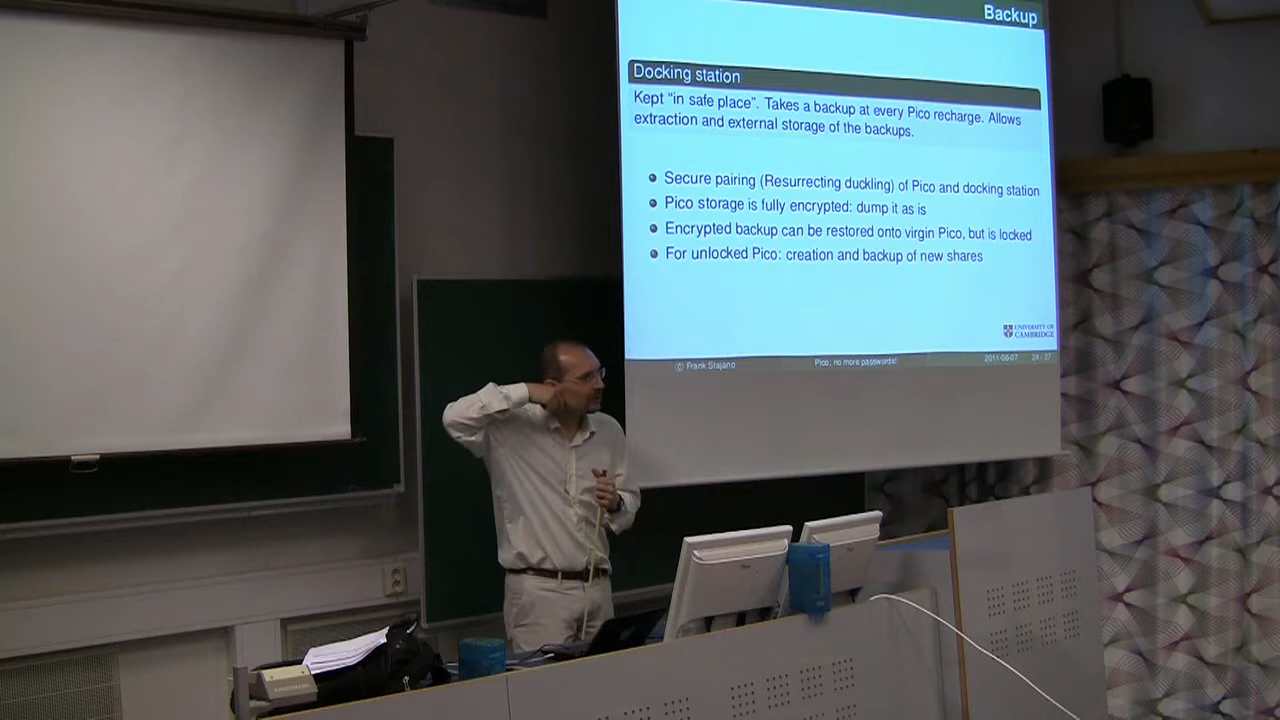 Backup
Docking station
Kept “in safe place”. Takes a backup at every Pico recharge. Allows
extraction and external storage of the backups.
Secure pairing (Resurrecting duckling) of Pico and docking station
Pico storage is fully encrypted: dump it as is
Encrypted backup can be restored onto virgin Pico, but is locked
For unlocked Pico: creation and backup of new shares
UNIVERSITY OF
CAMBRIDGE
© Frank Stajano
Pico: no more passwords!
2011-06-07
24 / 37